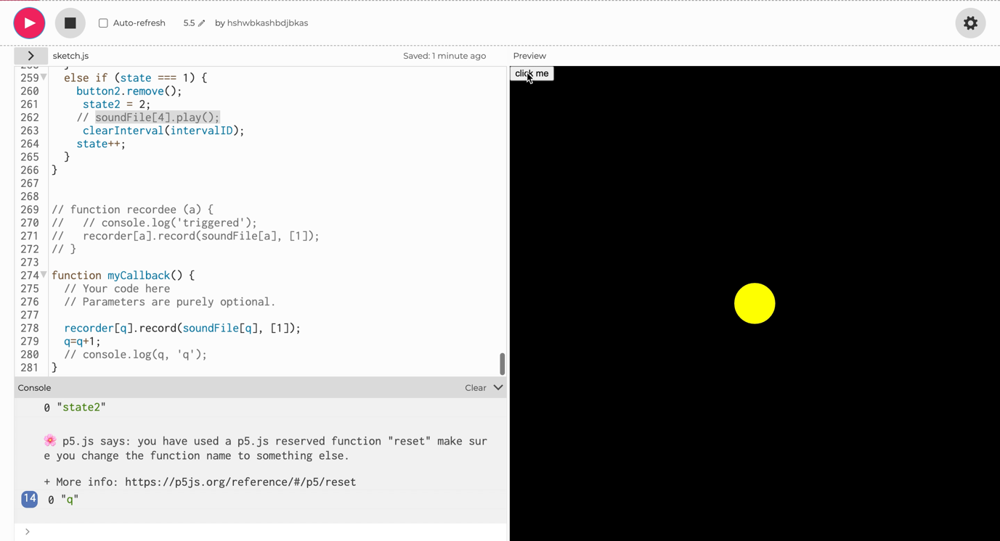 Auto-refresh 5.5 by hshwbkashbdjbkas
sketch.js Saved: 1 minute ago Preview
click me
259 else if (state === 1) {
260 button2.remove();
261 state2 = 2;
262 // soundFile[4].play();
263 clearInterval(intervalID);
264 state++;
265 }
266 }
267
268
269 // function recordee (a) {
270 // // console.log('triggered');
271 // recorder[a].record(soundFile[a], [1]);
272 // }
273
274 function myCallback() {
275 // Your code here
276 // Parameters are purely optional.
277
278 recorder[q].record(soundFile[q], [1]);
279 q=q+1;
280 // console.log(q, 'q');
281 }
Console Clear
0 "state2"
🌸 p5.js says: you have used a p5.js reserved function "reset" make sur
e you change the function name to something else.
+ More info: https://p5js.org/reference/#/p5/reset
14 0 "q"
>